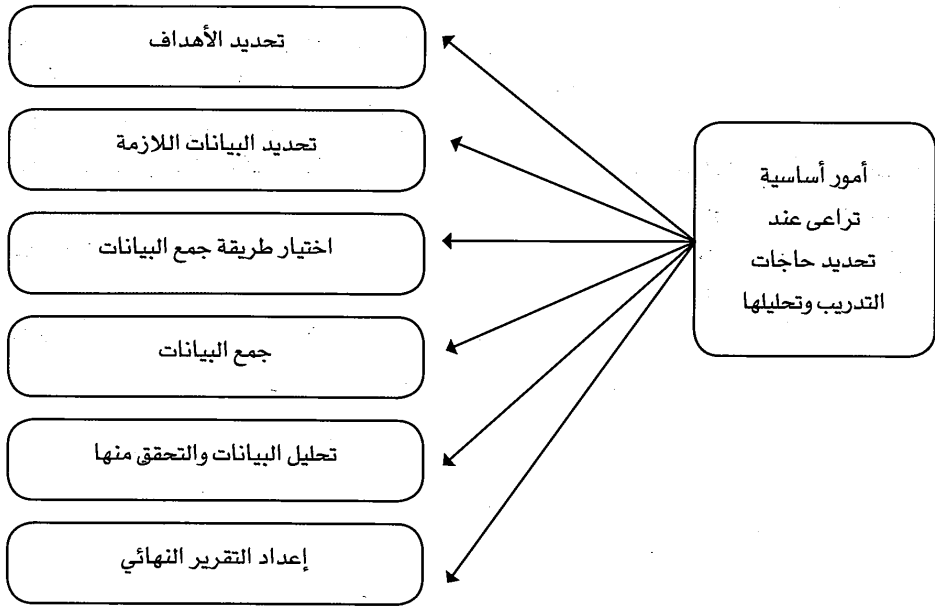 أمور أساسية
تراعى عند
تحديد حاجات
التدريب وتحليلها
تحديد الأهداف
تحديد البيانات اللازمة
اختيار طريقة جمع البيانات
جمع البيانات
تحليل البيانات والتحقق منها
إعداد التقرير النهائي